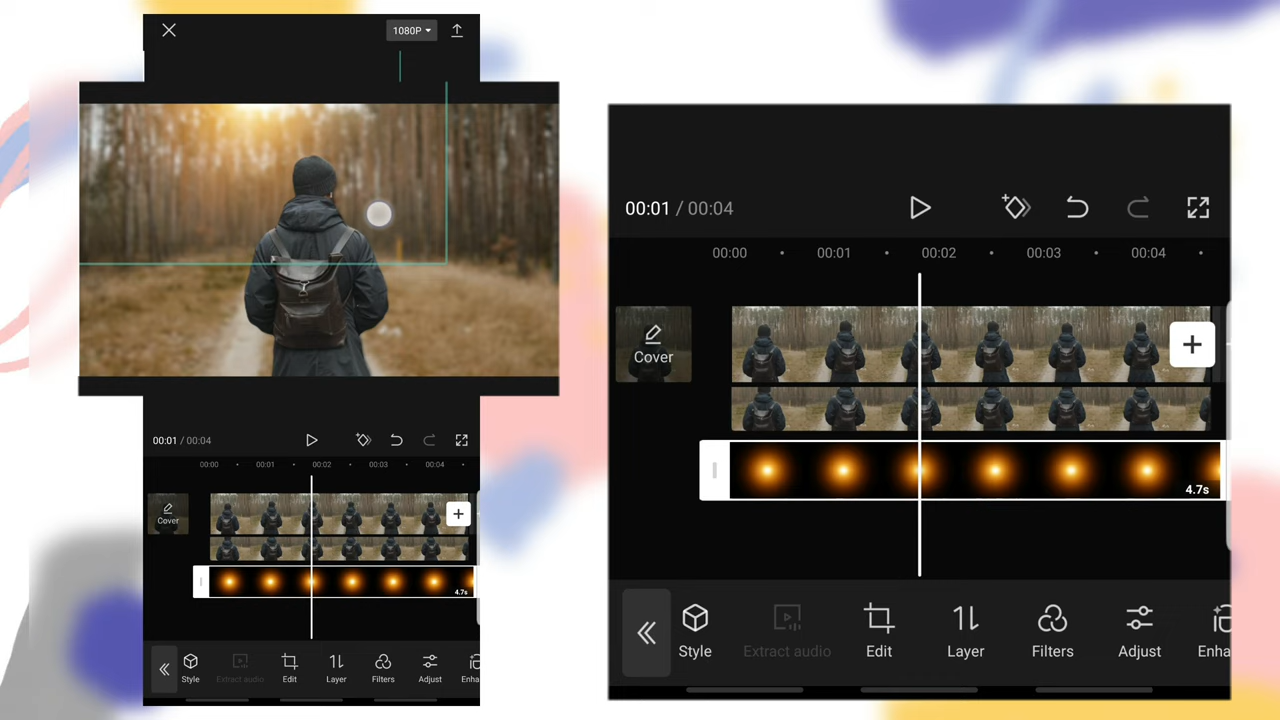 1080P
00:01 / 00:04
00:00 00:01 00:02 00:03 00:04
Cover
4.7s
Style Extract audio Edit Layer Filters Adjust Enha
00:01 / 00:04
00:00 00:01 00:02 00:03 00:04
Cover
4.7s
Style Extract audio Edit Layer Filters Adjust Enha